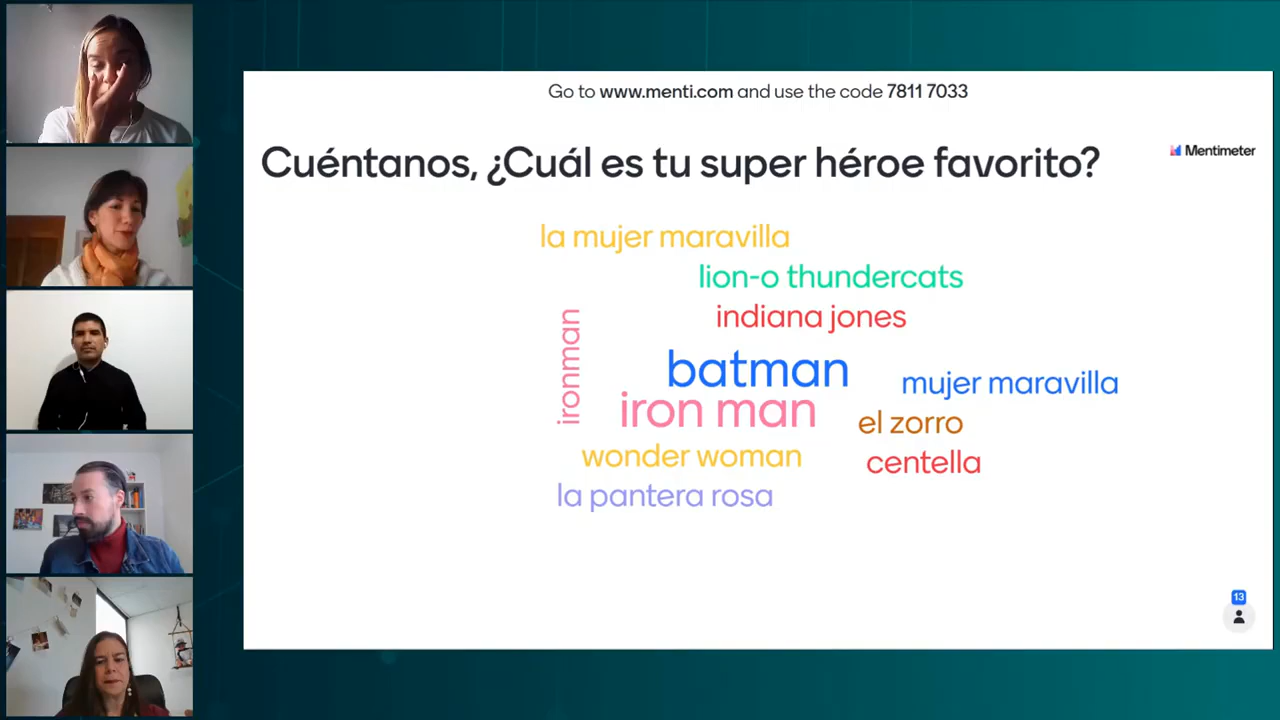 Go to www.menti.com and use the code 7811 7033
Cuéntanos, ¿Cuál es tu super héroe favorito?
Mentimeter
la mujer maravilla
lion-o thundercats
indiana jones
ironman
batman
mujer maravilla
iron man
el zorro
wonder woman
centella
la pantera rosa
13